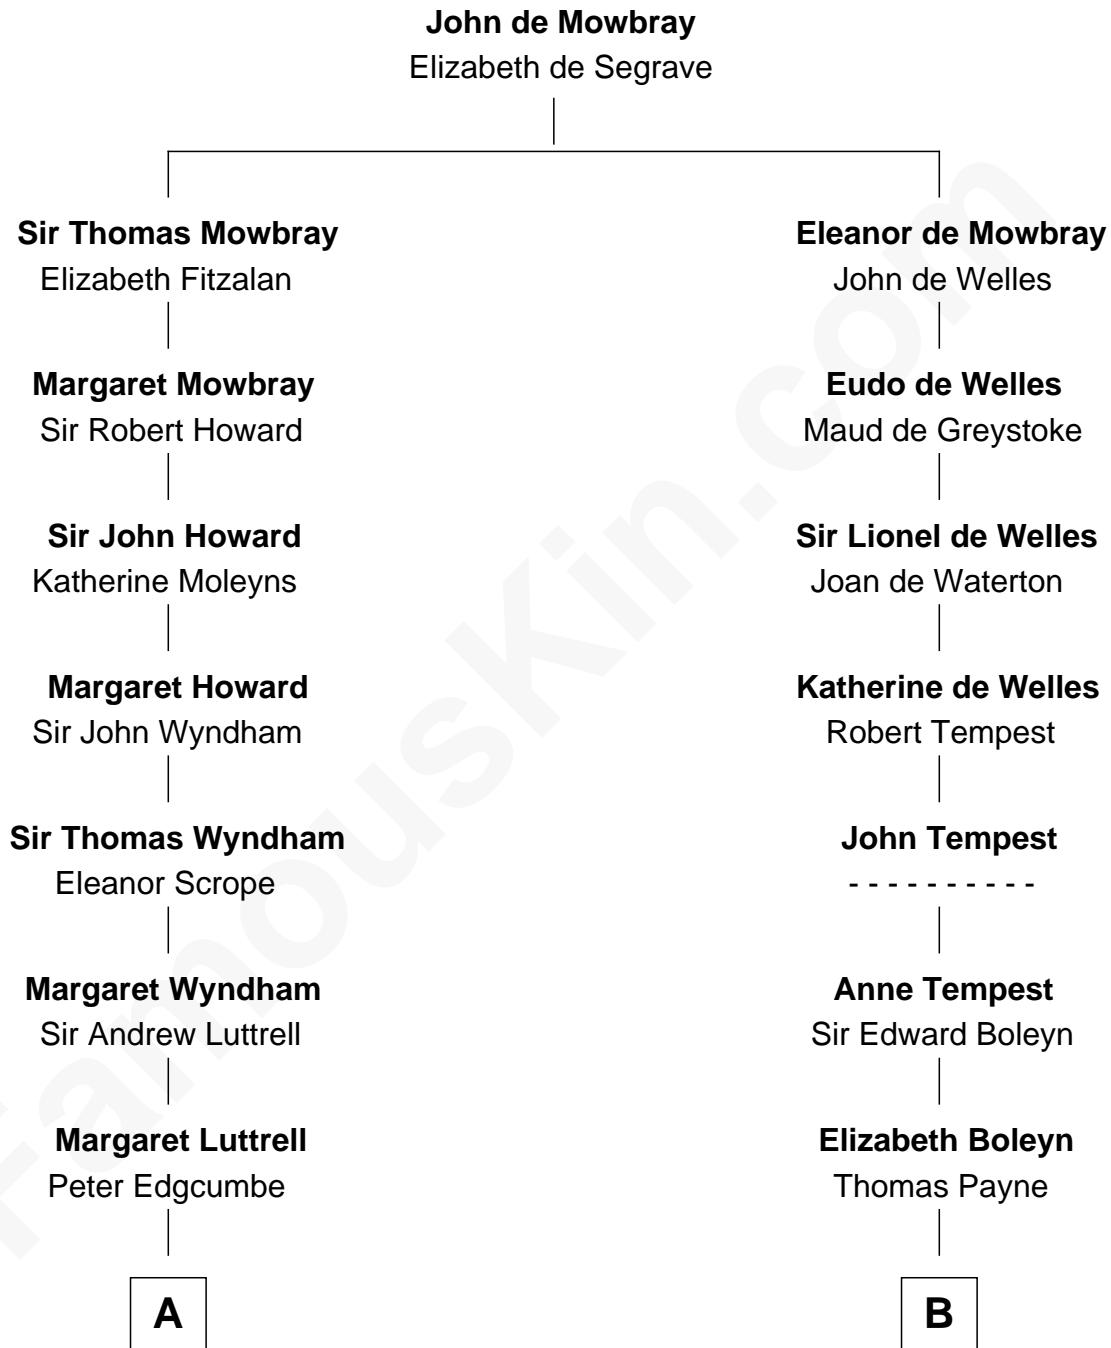 John de Mowbray
Elizabeth de Segrave
Sir Thomas Mowbray
Elizabeth Fitzalan
Eleanor de Mowbray
John de Welles
Margaret Mowbray
Sir Robert Howard
Eudo de Welles
Maud de Greystoke
Sir John Howard
Katherine Moleyns
Sir Lionel de Welles
Joan de Waterton
Margaret Howard
Sir John Wyndham
Katherine de Welles
Robert Tempest
Sir Thomas Wyndham
Eleanor Scrope
John Tempest
- - - - - - - - - -
Margaret Wyndham
Sir Andrew Luttrell
Anne Tempest
Sir Edward Boleyn
Margaret Luttrell
Peter Edgcumbe
Elizabeth Boleyn
Thomas Payne
A
B
FamousKin.com